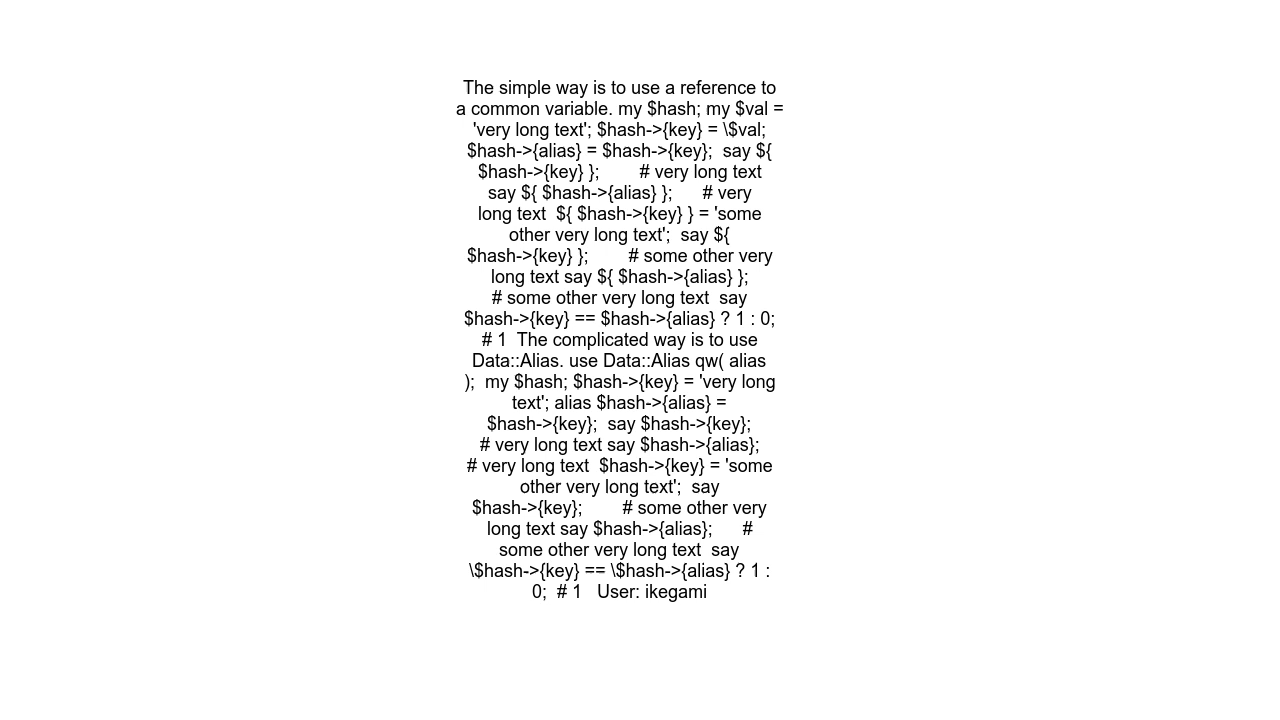 The simple way is to use a reference to
a common variable. my $hash; my $val =
'very long text'; $hash->{key} = \$val;
$hash->{alias} = $hash->{key};  say ${
$hash->{key} };        # very long text
say ${ $hash->{alias} };      # very
long text  ${ $hash->{key} } = 'some
other very long text';  say ${
$hash->{key} };        # some other very
long text say ${ $hash->{alias} };
# some other very long text  say
$hash->{key} == $hash->{alias} ? 1 : 0;
# 1  The complicated way is to use
Data::Alias. use Data::Alias qw( alias
);  my $hash; $hash->{key} = 'very long
text'; alias $hash->{alias} =
$hash->{key};  say $hash->{key};
# very long text say $hash->{alias};
# very long text  $hash->{key} = 'some
other very long text';  say
$hash->{key};        # some other very
long text say $hash->{alias};      #
some other very long text  say
\$hash->{key} == \$hash->{alias} ? 1 :
0;  # 1   User: ikegami